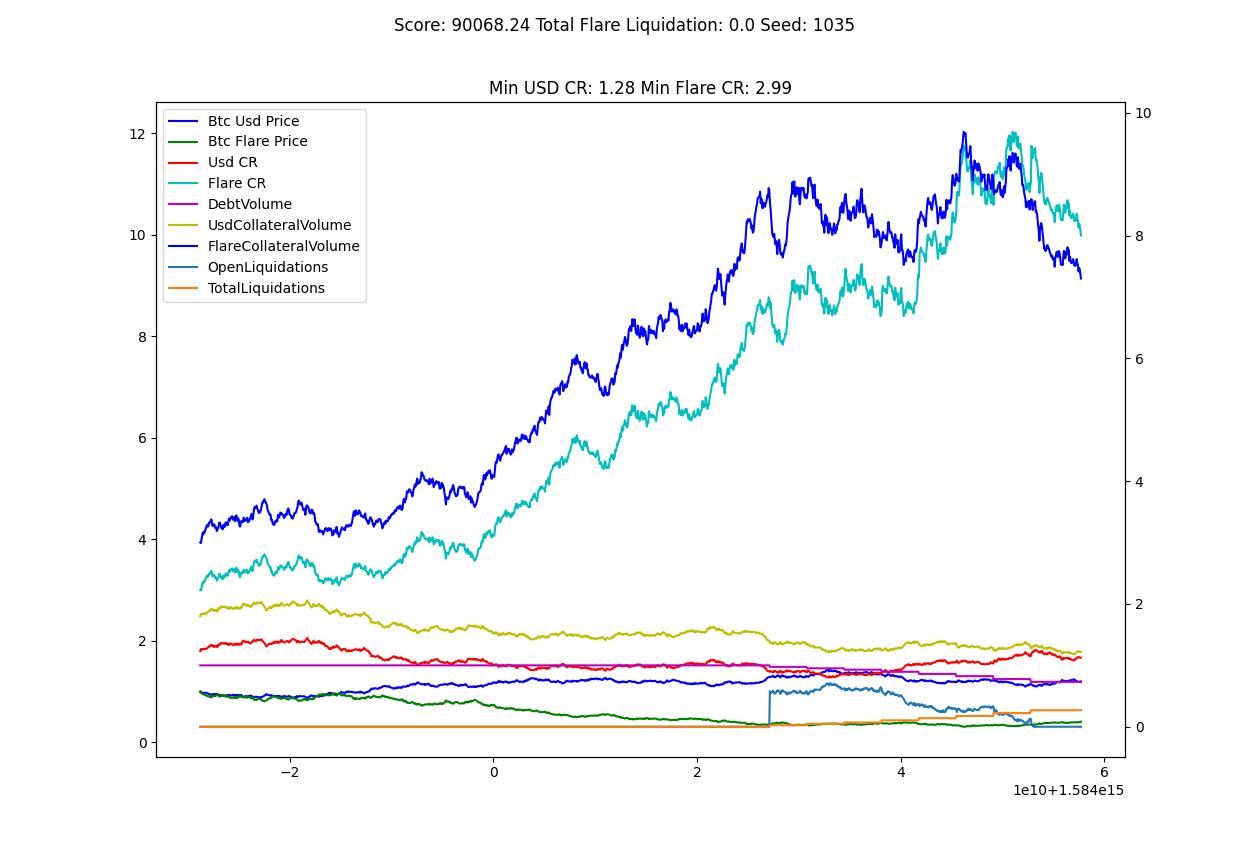 Score: 90068.24 Total Flare Liquidation: 0.0 Seed: 1035
Min USD CR: 1.28 Min Flare CR: 2.99
Btc Usd Price
Btc Flare Price
Usd CR
Flare CR
DebtVolume
UsdCollateralVolume
FlareCollateralVolume
OpenLiquidations
TotalLiquidations
12
10
8
6
4
2
0
10
8
6
4
2
0
−2
0
2
4
6
1e10+1.584e15